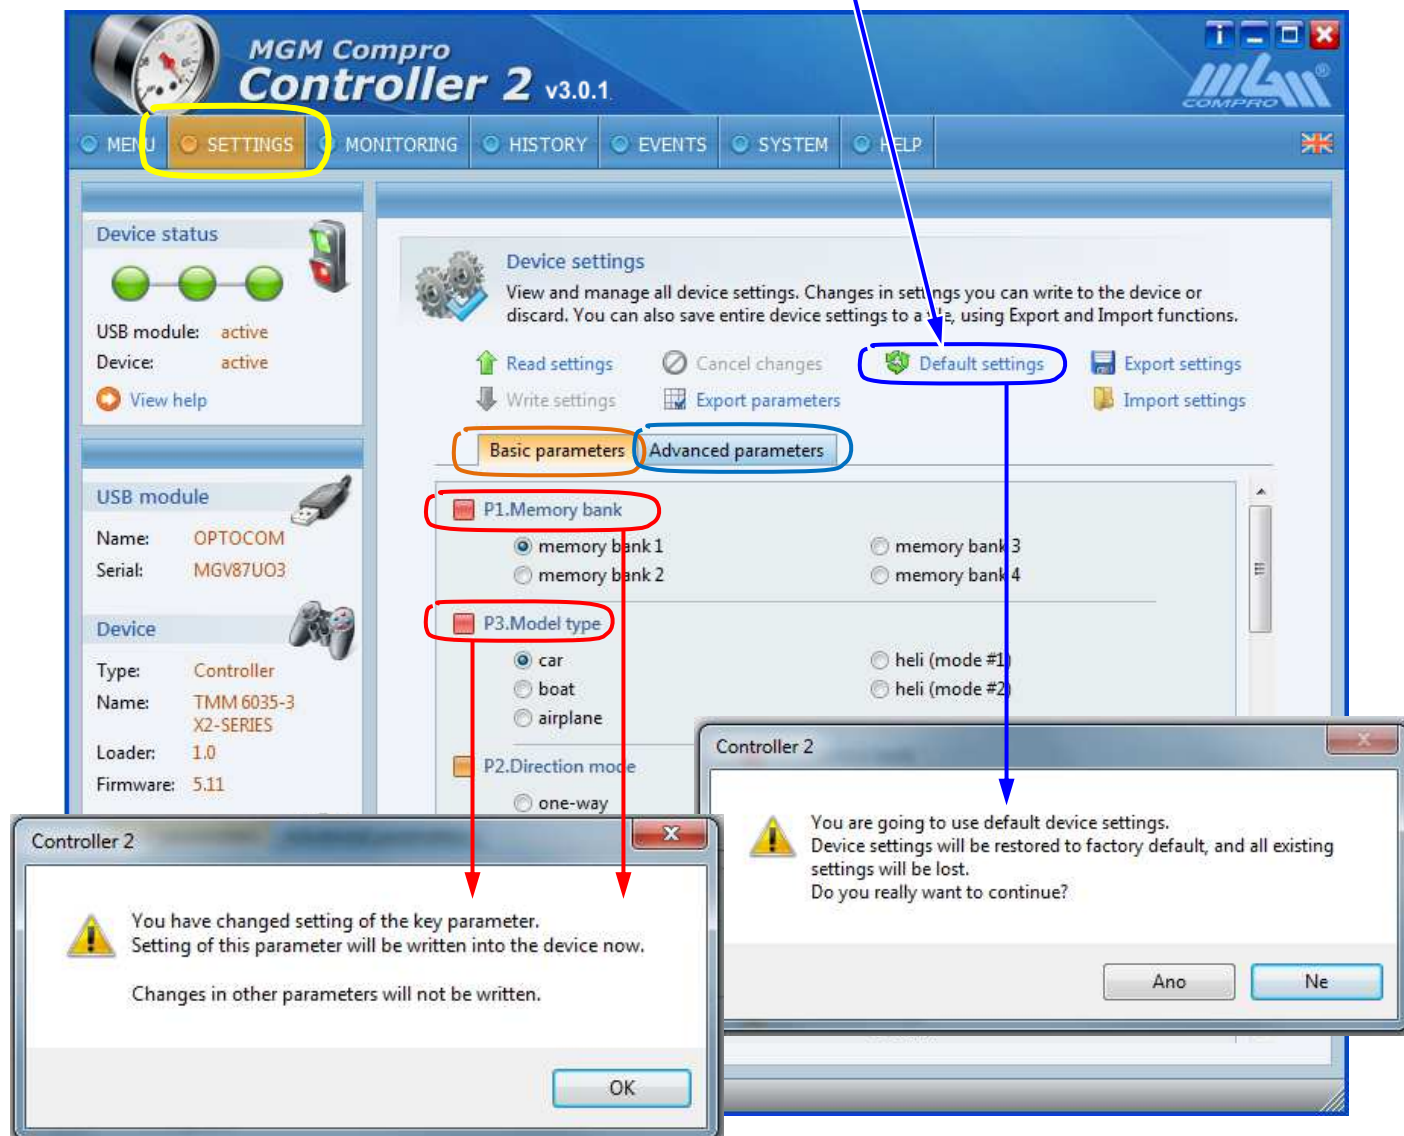 MGM Compro
Controller 2 v3.0.1
COMPRO
MENU SETTINGS MONITORING HISTORY EVENTS SYSTEM HELP
Device status
USB module: active
Device: active
View help
USB module
Name: OPTOCOM
Serial: MGV87UO3
Device
Type: Controller
Name: TMM 6035-3
X2-SERIES
Loader: 1.0
Firmware: 5.11
Device settings
View and manage all device settings. Changes in settings you can write to the device or
discard. You can also save entire device settings to a file, using Export and Import functions.
Read settings Cancel changes Default settings Export settings
Write settings Export parameters Import settings
Basic parameters Advanced parameters
P1.Memory bank
memory bank 1 memory bank 3
memory bank 2 memory bank 4
P3.Model type
car heli (mode #1)
boat heli (mode #2)
airplane
P2.Direction mode
one-way
Controller 2
You have changed setting of the key parameter.
Setting of this parameter will be written into the device now.
Changes in other parameters will not be written.
OK
Controller 2
You are going to use default device settings.
Device settings will be restored to factory default, and all existing
settings will be lost.
Do you really want to continue?
Ano Ne